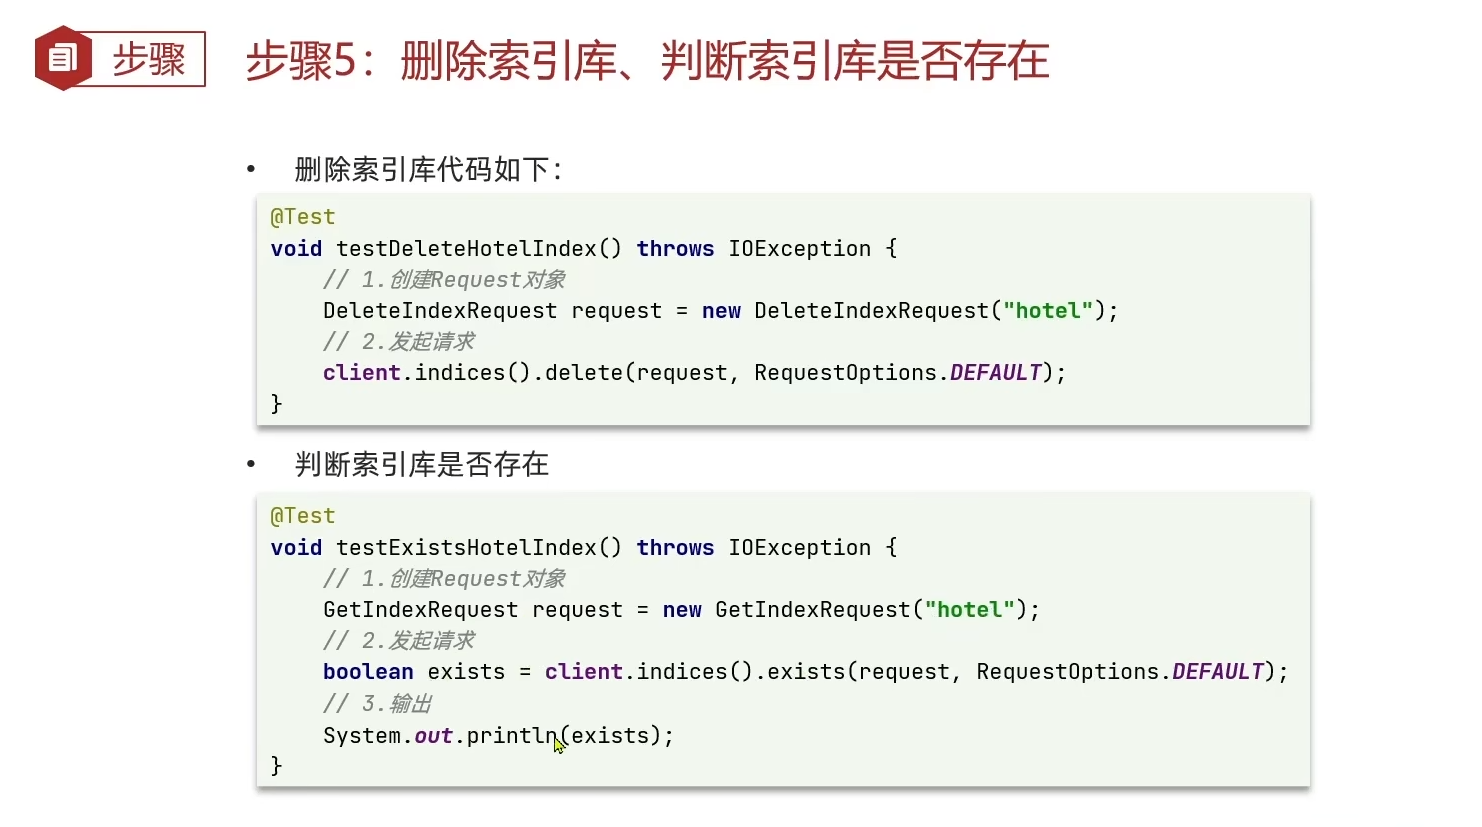 步骤
步骤5：删除索引库、判断索引库是否存在
• 删除索引库代码如下：
@Test
void testDeleteHotelIndex() throws IOException {
    // 1.创建Request对象
    DeleteIndexRequest request = new DeleteIndexRequest("hotel");
    // 2.发起请求
    client.indices().delete(request, RequestOptions.DEFAULT);
}
• 判断索引库是否存在
@Test
void testExistsHotelIndex() throws IOException {
    // 1.创建Request对象
    GetIndexRequest request = new GetIndexRequest("hotel");
    // 2.发起请求
    boolean exists = client.indices().exists(request, RequestOptions.DEFAULT);
    // 3.输出
    System.out.println(exists);
}